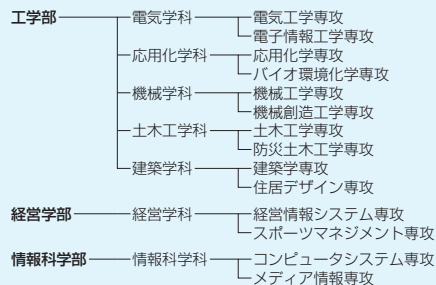 工学部 電気学科 電気工学専攻
電子情報工学専攻
応用化学科 応用化学専攻
バイオ環境化学専攻
機械学科 機械工学専攻
機械創造工学専攻
土木工学科 土木工学専攻
防災土木工学専攻
建築学科 建築学専攻
住居デザイン専攻
経営学部 経営学科 経営情報システム専攻
スポーツマネジメント専攻
情報科学部 情報科学科 コンピュータシステム専攻
メディア情報専攻